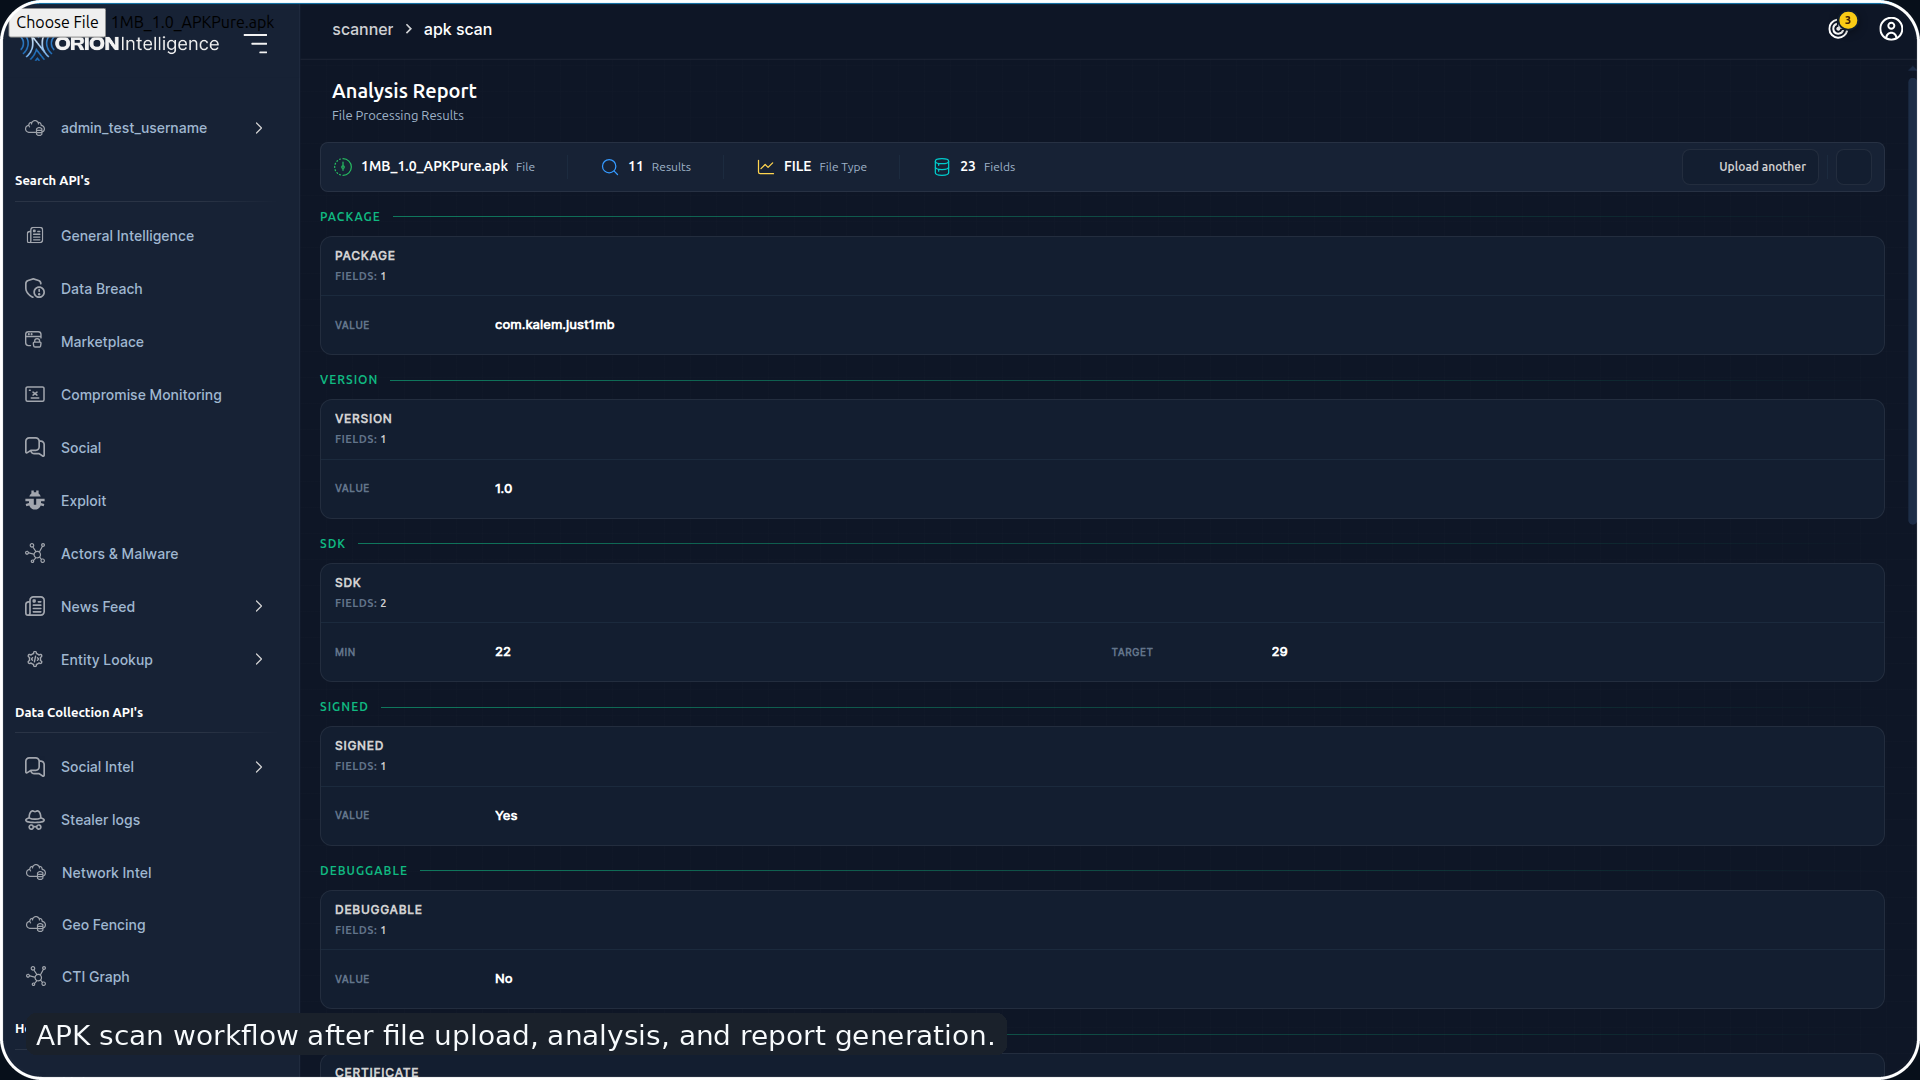 Choose File 1MB_1.0_APKPure.apk
ORION Intelligence
scanner > apk scan
3
admin_test_username
Search API's
General Intelligence
Data Breach
Marketplace
Compromise Monitoring
Social
Exploit
Actors & Malware
News Feed
Entity Lookup
Data Collection API's
Social Intel
Stealer logs
Network Intel
Geo Fencing
CTI Graph
Analysis Report
File Processing Results
1MB_1.0_APKPure.apk File 11 Results FILE File Type 23 Fields Upload another
PACKAGE
PACKAGE
FIELDS: 1
VALUE com.kalem.just1mb
VERSION
VERSION
FIELDS: 1
VALUE 1.0
SDK
SDK
FIELDS: 2
MIN 22 TARGET 29
SIGNED
SIGNED
FIELDS: 1
VALUE Yes
DEBUGGABLE
DEBUGGABLE
FIELDS: 1
VALUE No
APK scan workflow after file upload, analysis, and report generation.
CERTIFICATE